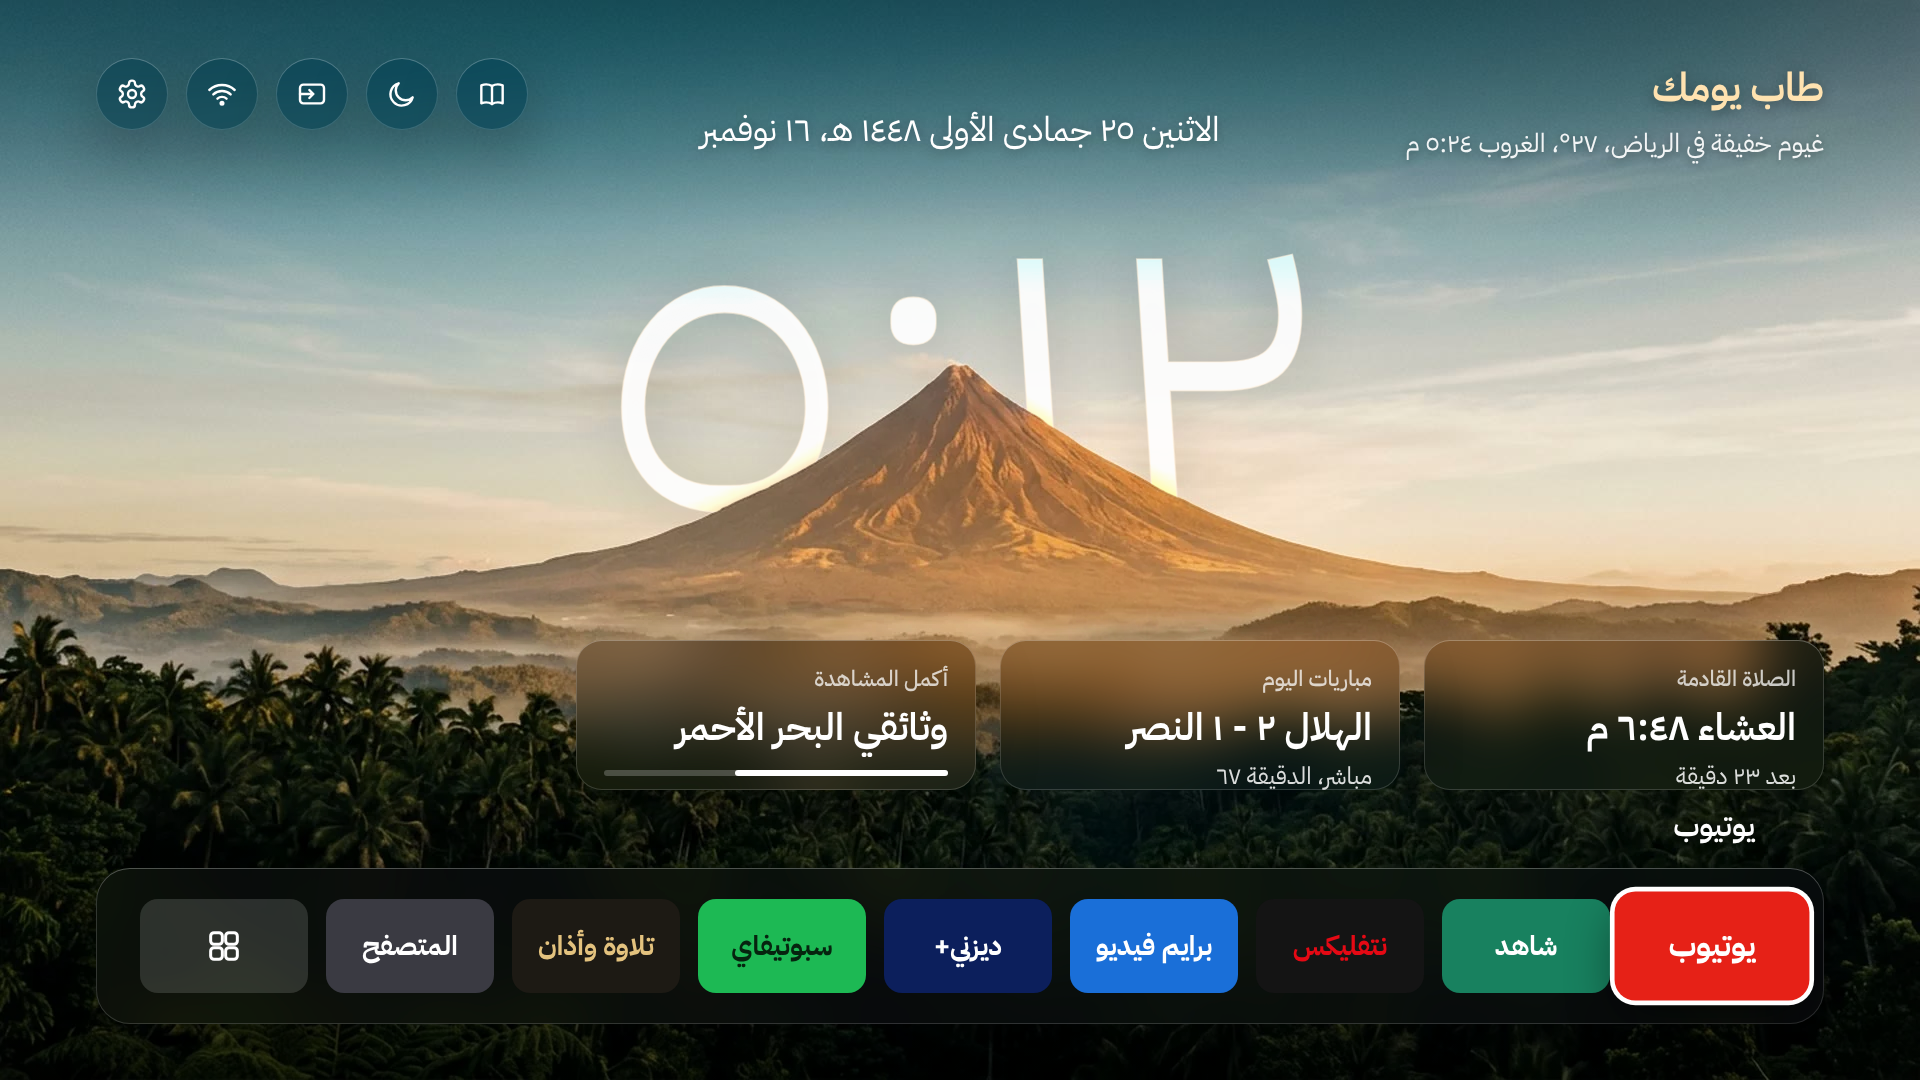 طاب يومك
غيوم خفيفة في الرياض، ٢٧°، الغروب ٥:٢٤ م
الاثنين ٢٥ جمادى الأولى ١٤٤٨ هـ، ١٦ نوفمبر
٥:١٢
الصلاة القادمة
العشاء ٦:٤٨ م
بعد ٢٣ دقيقة
مباريات اليوم
الهلال ٢ - ١ النصر
مباشر، الدقيقة ٦٧
أكمل المشاهدة
وثائقي البحر الأحمر
يوتيوب
يوتيوب
شاهد
نتفليكس
برايم فيديو
ديزني+
سبوتيفاي
تلاوة وأذان
المتصفح